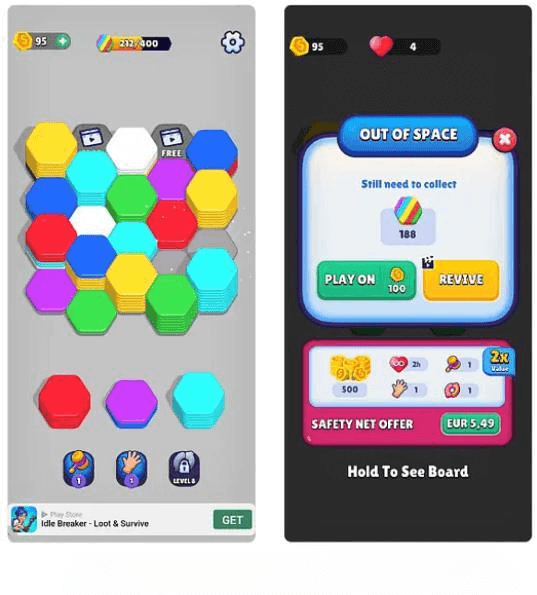 95
212/400
FREE
1
1
LEVEL 8
Play Store
Idle Breaker - Loot & Survive
GET
95
4
OUT OF SPACE
Still need to collect
188
PLAY ON
100
REVIVE
500
2h
1
1
1
2x
Value
SAFETY NET OFFER
EUR 5,49
Hold To See Board